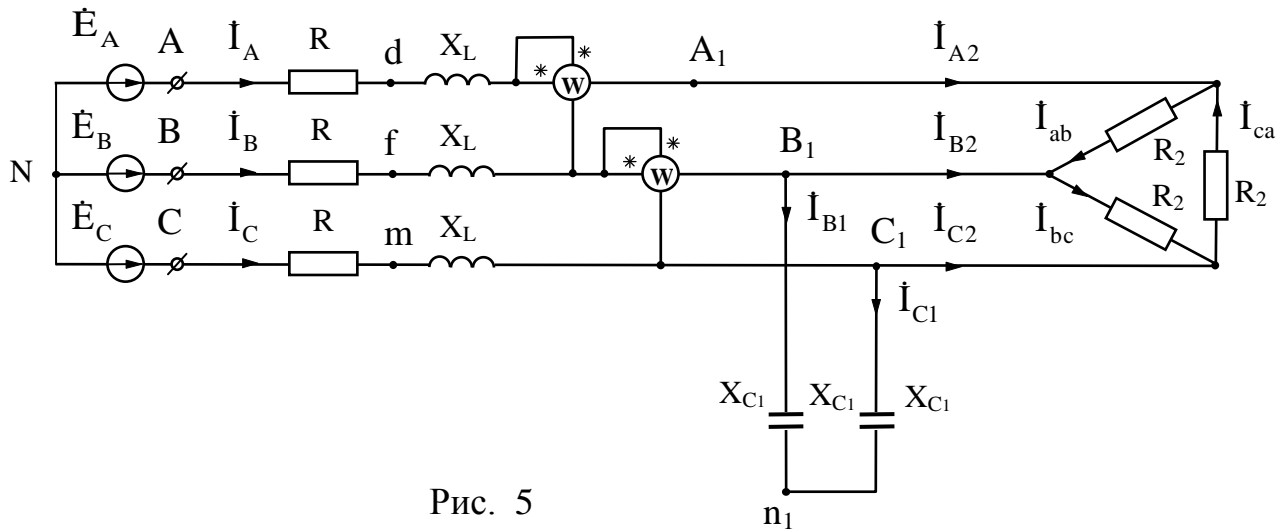 Ė_A A İ_A R d X_L * * W A₁ İ_A2
Ė_B B İ_B R f X_L * * W B₁ İ_B2 İ_ab R₂ İ_ca
N
Ė_C C İ_C R m X_L İ_B1 C₁ İ_C2 İ_bc R₂ R₂
İ_C1
X_C1 X_C1 X_C1
Рис. 5
n₁